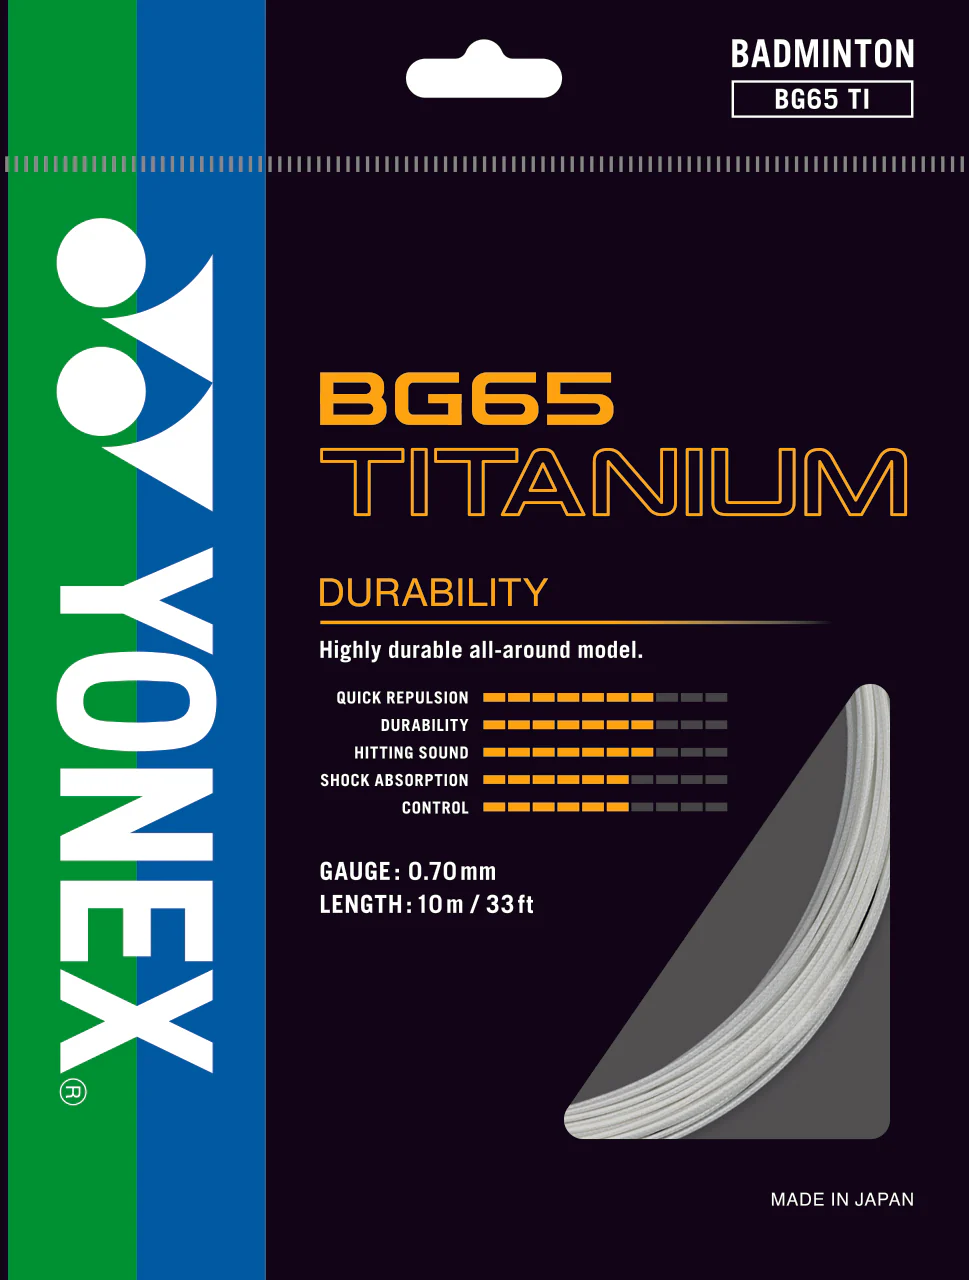 BADMINTON
BG65 TI
YONEX®
BG65
TITANIUM
DURABILITY
Highly durable all-around model.
QUICK REPULSION
DURABILITY
HITTING SOUND
SHOCK ABSORPTION
CONTROL
GAUGE: 0.70mm
LENGTH: 10m / 33ft
MADE IN JAPAN